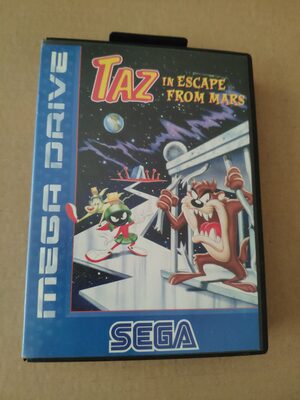 TAZ
IN ESCAPE
FROM MARS
MEGA DRIVE
SEGA